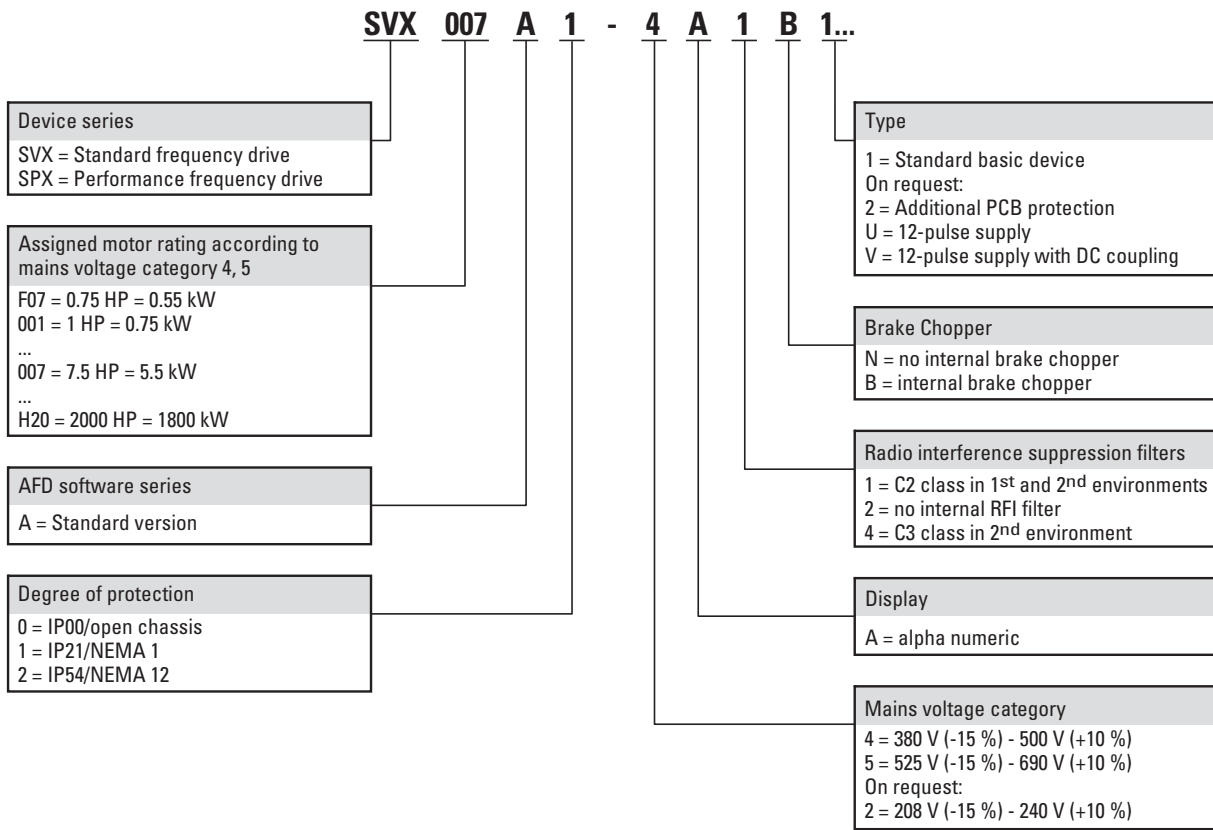 SVX 007 A 1 - 4 A 1 B 1...
Device series
SVX = Standard frequency drive
SPX = Performance frequency drive
Assigned motor rating according to
mains voltage category 4, 5
F07 = 0.75 HP = 0.55 kW
001 = 1 HP = 0.75 kW
...
007 = 7.5 HP = 5.5 kW
...
H20 = 2000 HP = 1800 kW
AFD software series
A = Standard version
Degree of protection
0 = IP00/open chassis
1 = IP21/NEMA 1
2 = IP54/NEMA 12
Type
1 = Standard basic device
On request:
2 = Additional PCB protection
U = 12-pulse supply
V = 12-pulse supply with DC coupling
Brake Chopper
N = no internal brake chopper
B = internal brake chopper
Radio interference suppression filters
1 = C2 class in 1st and 2nd environments
2 = no internal RFI filter
4 = C3 class in 2nd environment
Display
A = alpha numeric
Mains voltage category
4 = 380 V (-15 %) - 500 V (+10 %)
5 = 525 V (-15 %) - 690 V (+10 %)
On request:
2 = 208 V (-15 %) - 240 V (+10 %)